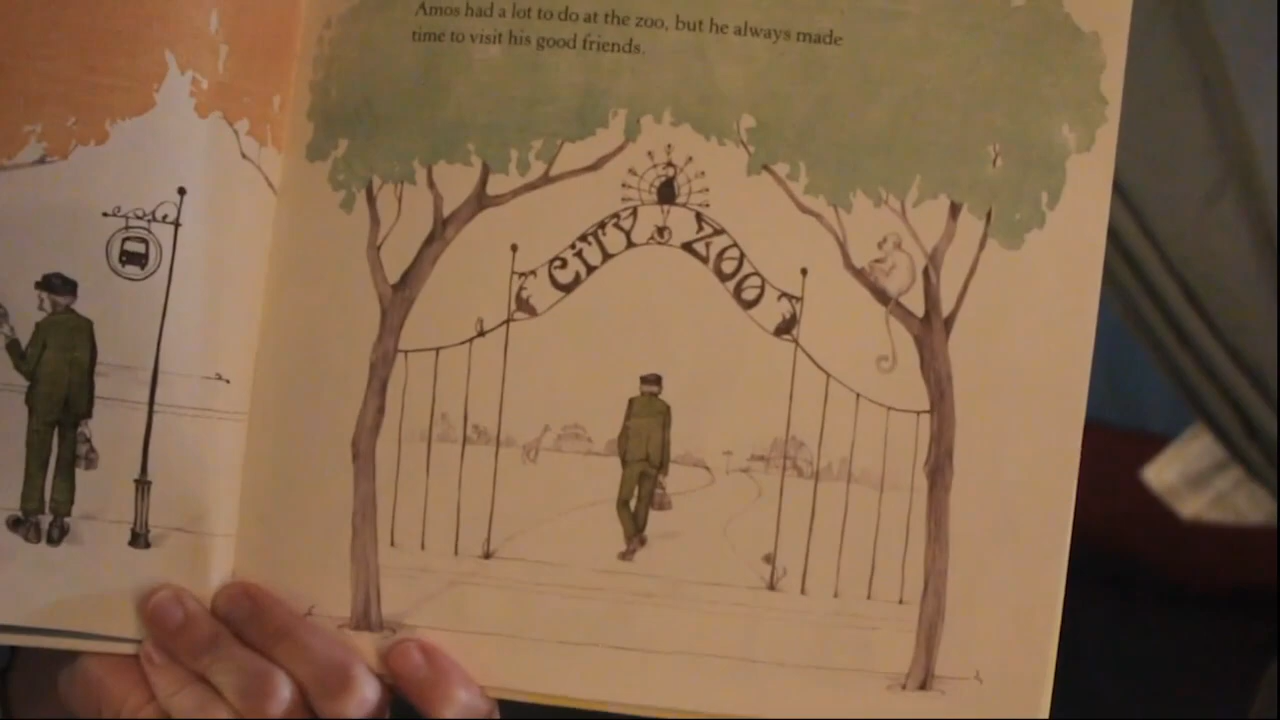 Amos had a lot to do at the zoo, but he always made
time to visit his good friends.
CiTY ZOO